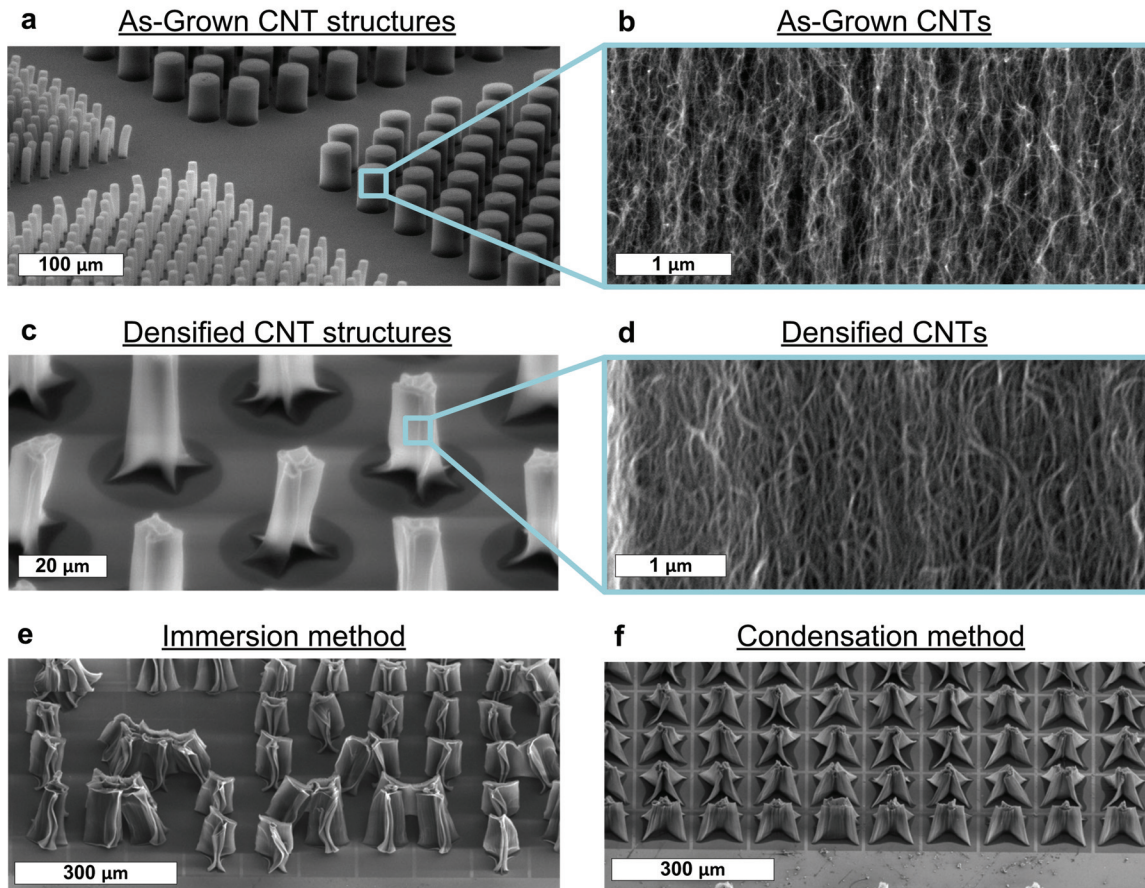 a As-Grown CNT structures
b As-Grown CNTs
100 µm
1 µm
c Densified CNT structures
d Densified CNTs
20 µm
1 µm
e Immersion method
f Condensation method
300 µm
300 µm